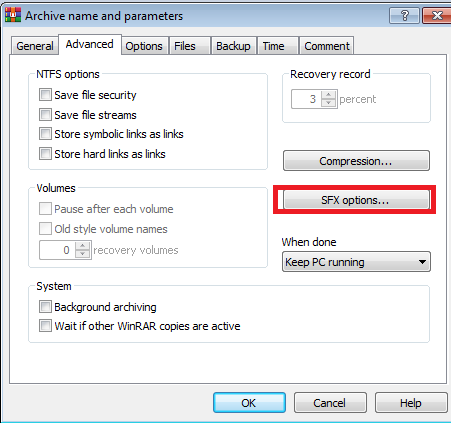 Archive name and parameters
General Advanced Options Files Backup Time Comment
NTFS options
Save file security
Save file streams
Store symbolic links as links
Store hard links as links
Recovery record
3 percent
Compression...
SFX options...
Volumes
Pause after each volume
Old style volume names
0 recovery volumes
When done
Keep PC running
System
Background archiving
Wait if other WinRAR copies are active
OK Cancel Help